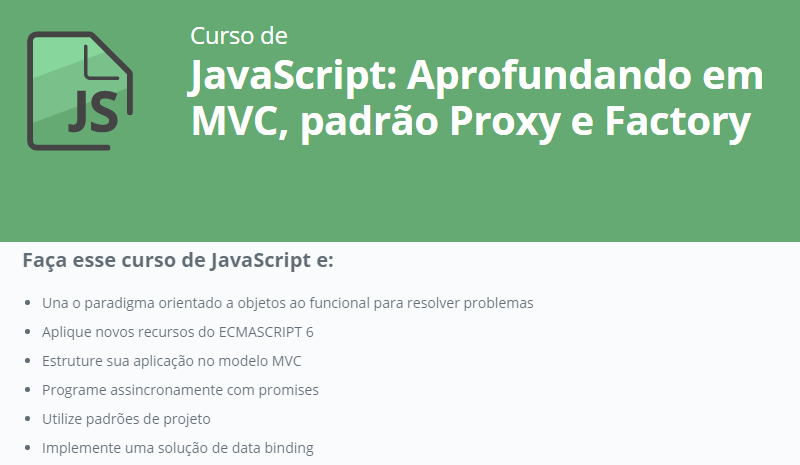 Curso de
JavaScript: Aprofundando em
MVC, padrão Proxy e Factory
JS
Faça esse curso de JavaScript e:
• Una o paradigma orientado a objetos ao funcional para resolver problemas
• Aplique novos recursos do ECMASCRIPT 6
• Estruture sua aplicação no modelo MVC
• Programe assincronamente com promises
• Utilize padrões de projeto
• Implemente uma solução de data binding